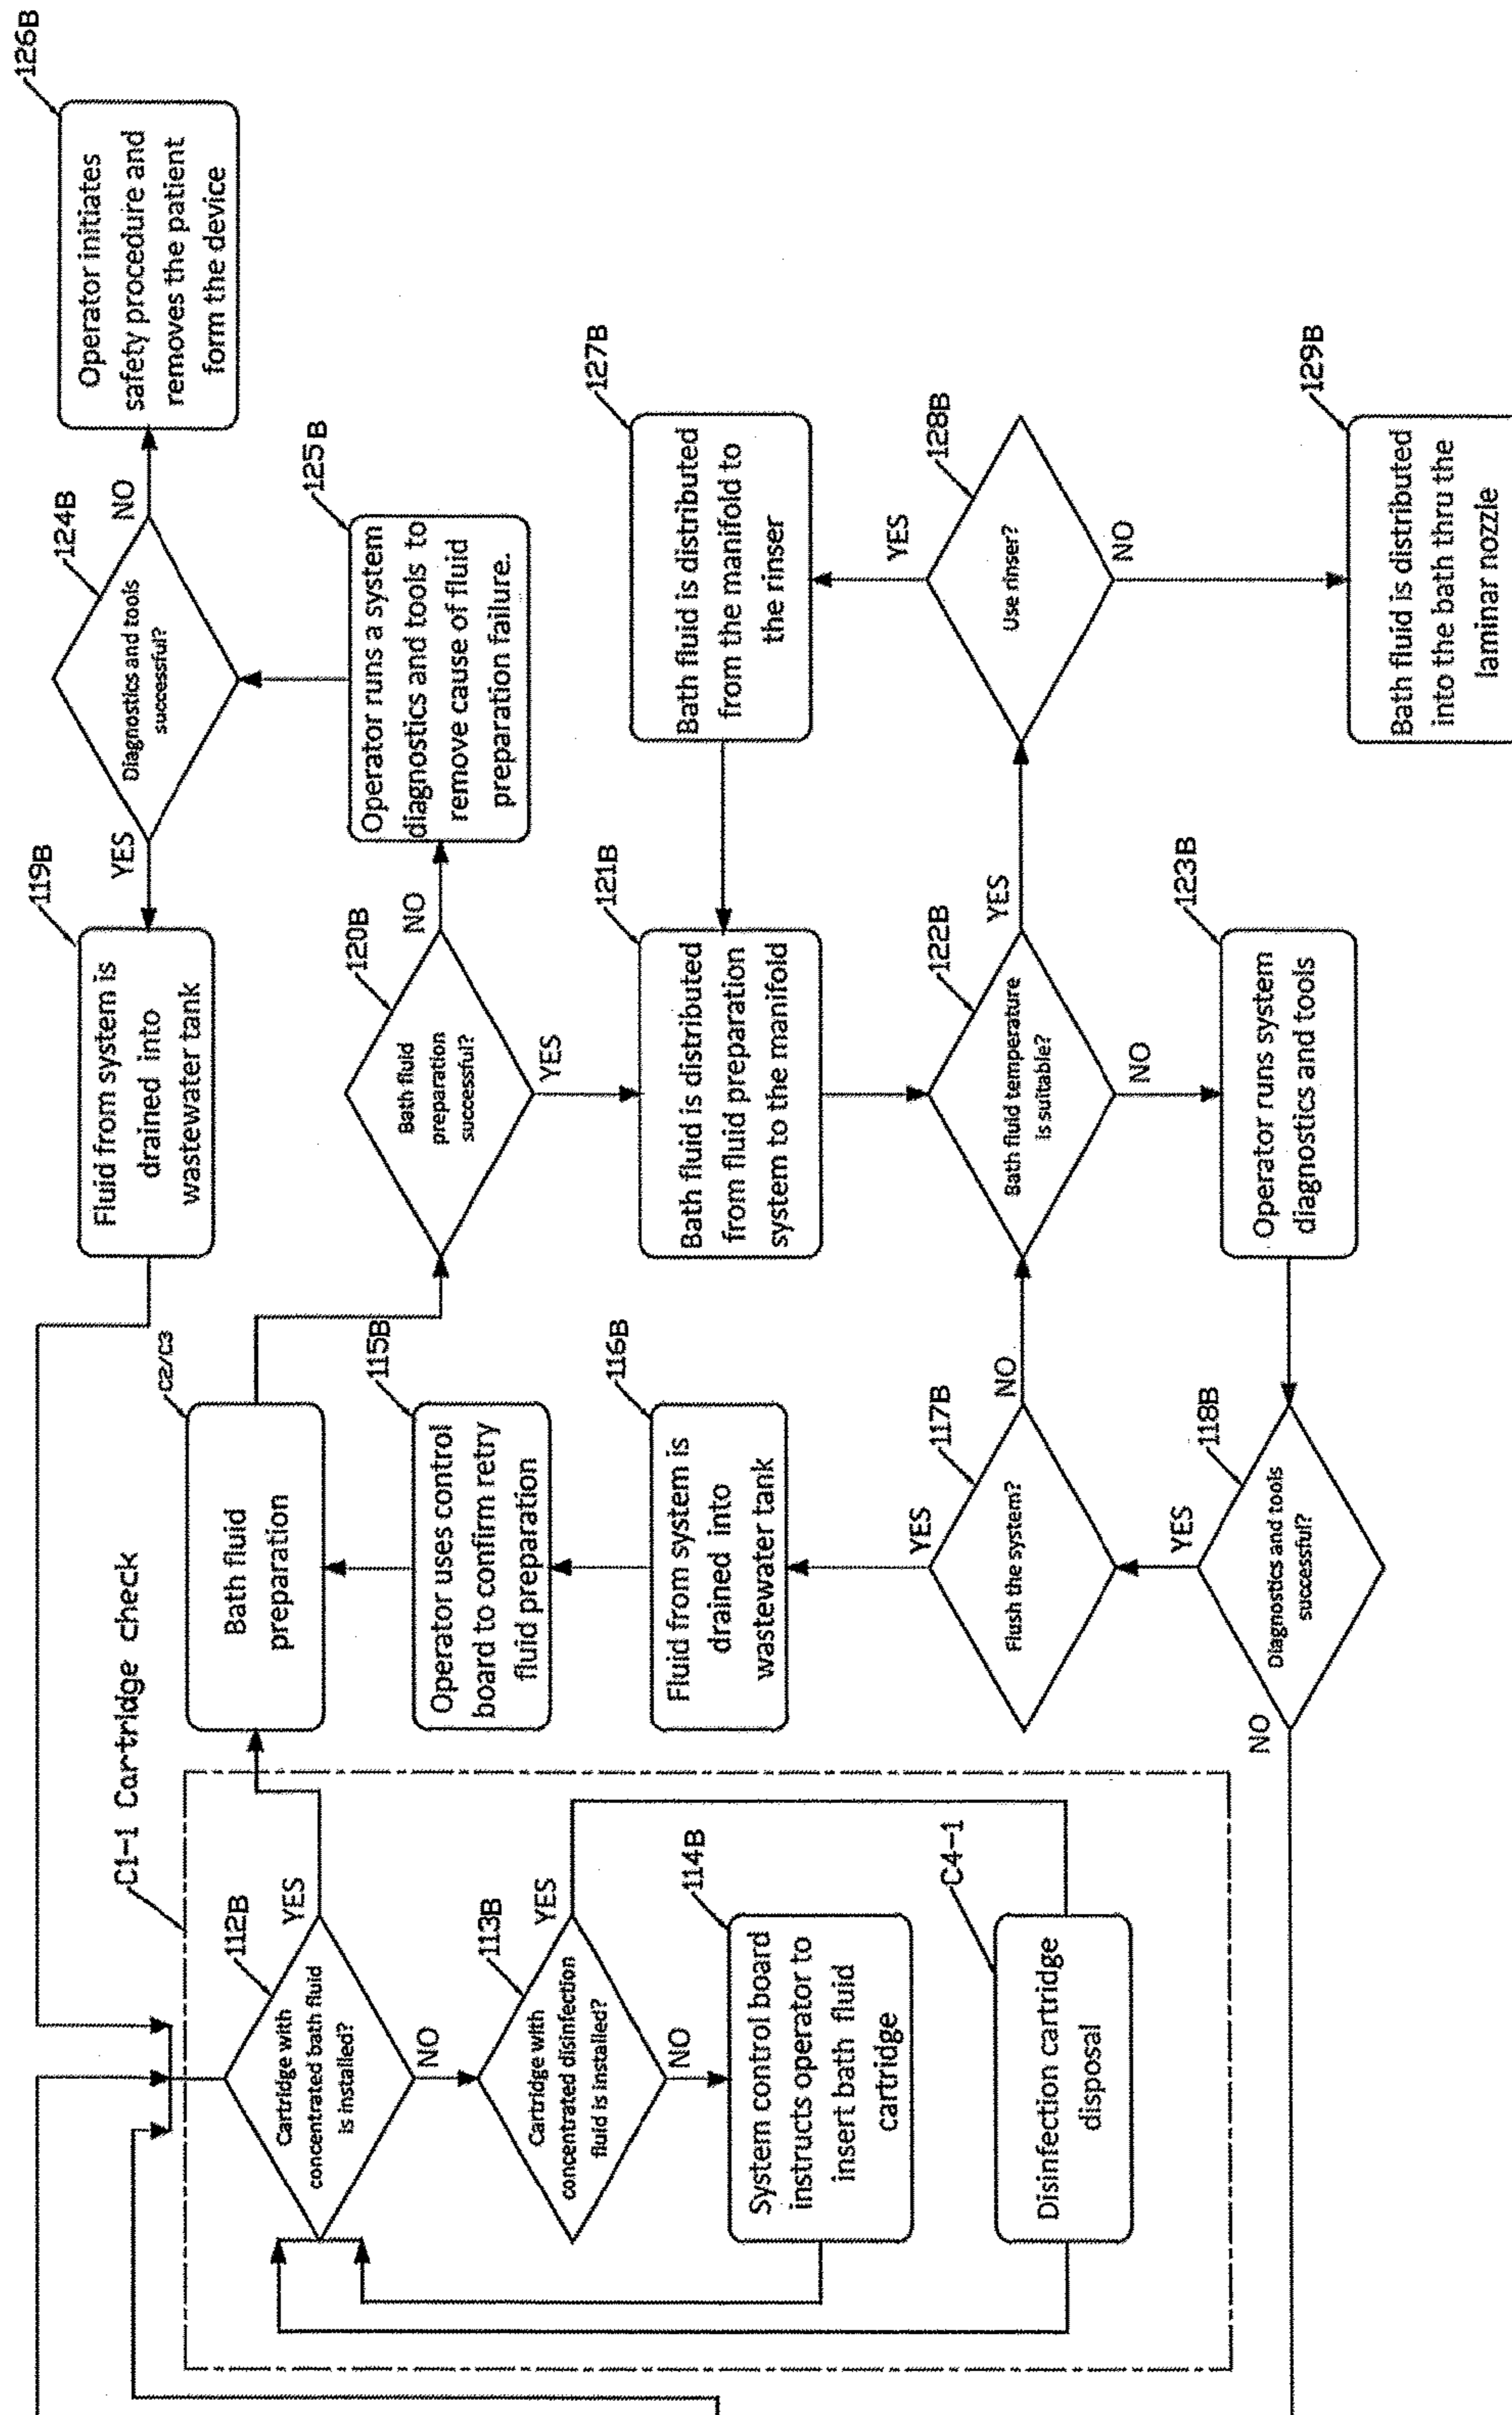 C1-1 Cartridge check
112B
Cartridge with
concentrated bath fluid
is installed?
YES
NO
113B
Cartridge with
concentrated disinfection
fluid is installed?
YES
NO
114B
System control board
instructs operator to
insert bath fluid
cartridge
C4-1
Disinfection cartridge
disposal
C2/C3
Bath fluid
preparation
115B
Operator uses control
board to confirm retry
fluid preparation
116B
Fluid from system is
drained into
wastewater tank
117B
YES
Flush the system?
NO
118B
YES
Diagnostics and tools
successful?
NO
119B
Fluid from system is
drained into
wastewater tank
120B
Bath fluid
preparation
successful?
NO
YES
121B
Bath fluid is distributed
from fluid preparation
system to the manifold
122B
Bath fluid temperature
is suitable?
YES
NO
123B
Operator runs system
diagnostics and tools
124B
Diagnostics and tools
successful?
YES
NO
125B
Operator runs a system
diagnostics and tools to
remove cause of fluid
preparation failure.
126B
Operator initiates
safety procedure and
removes the patient
form the device
127B
Bath fluid is distributed
from the manifold to
the rinser
128B
YES
Use rinser?
NO
129B
Bath fluid is distributed
into the bath thru the
laminar nozzle